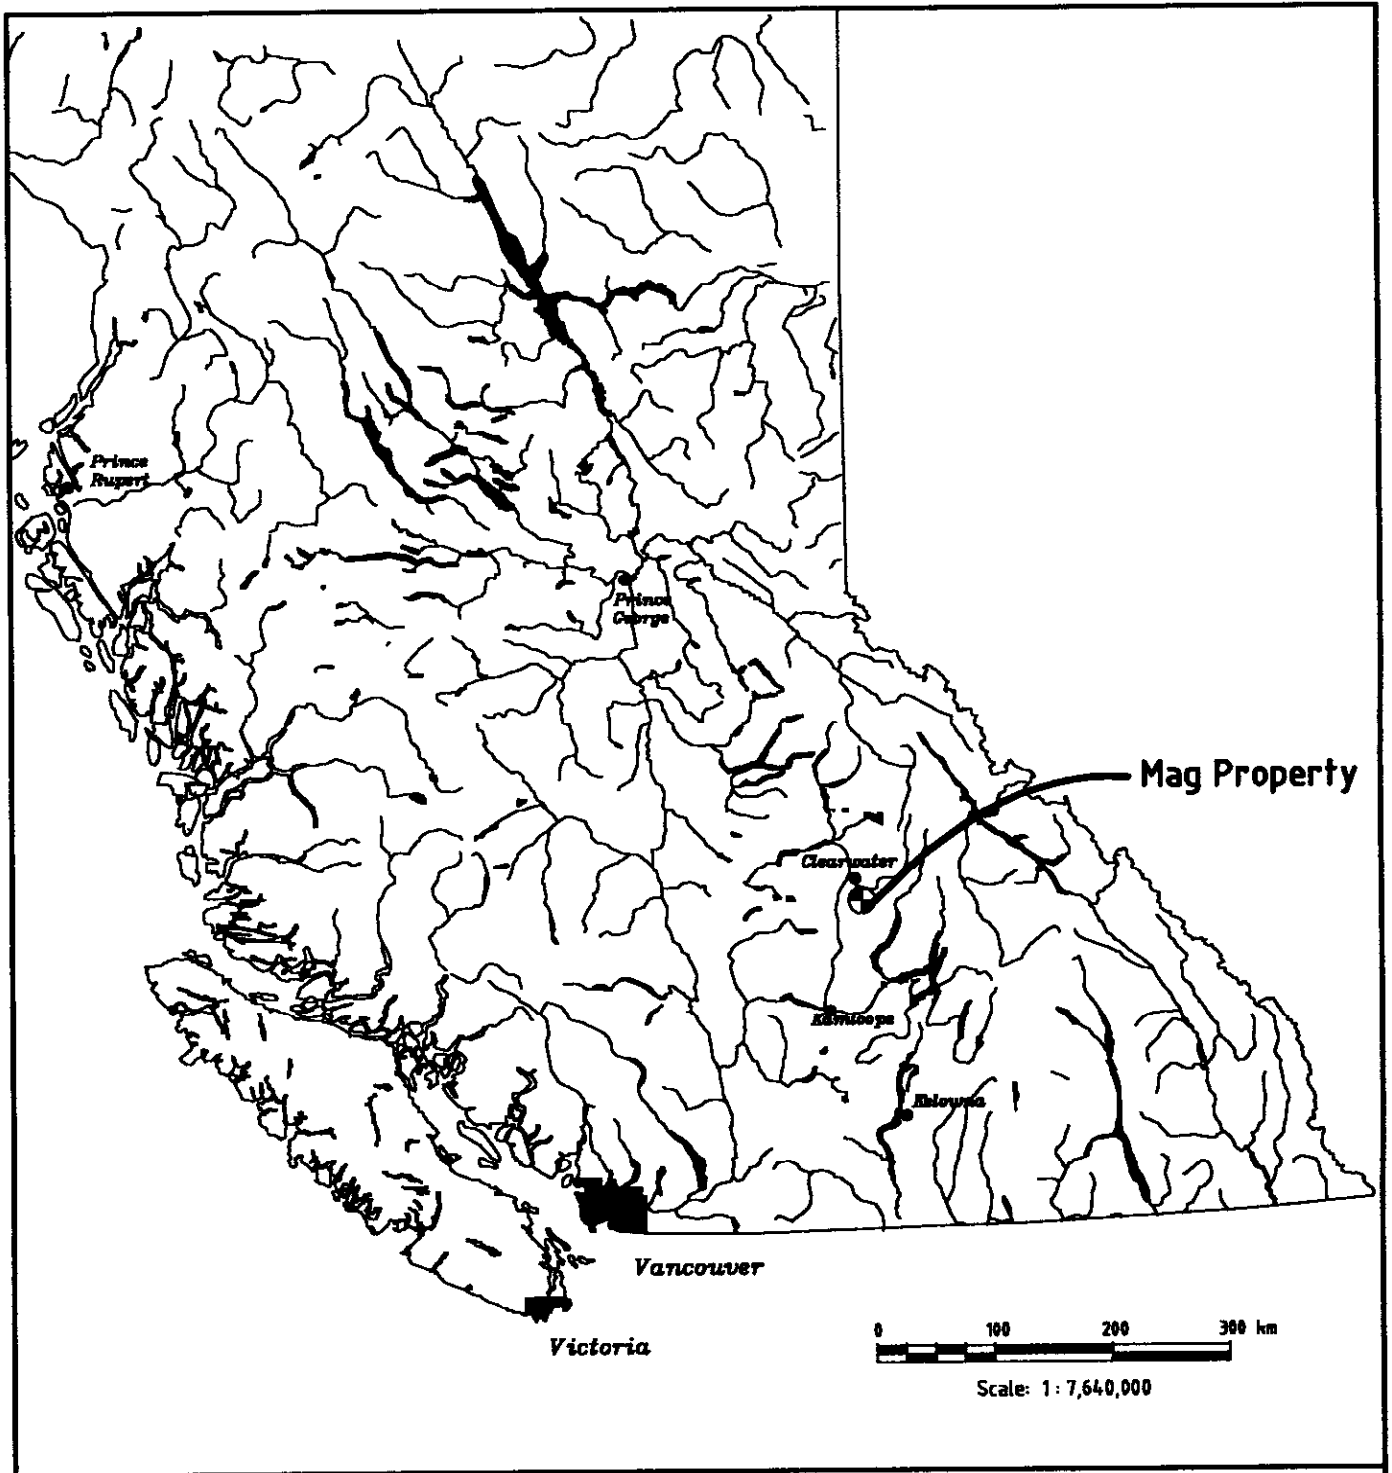 Prince
Rupert
Prince
George
Mag Property
Clearwater
Kamloops
Kelowna
Vancouver
Victoria
0 100 200 300 km
Scale: 1 : 7,640,000